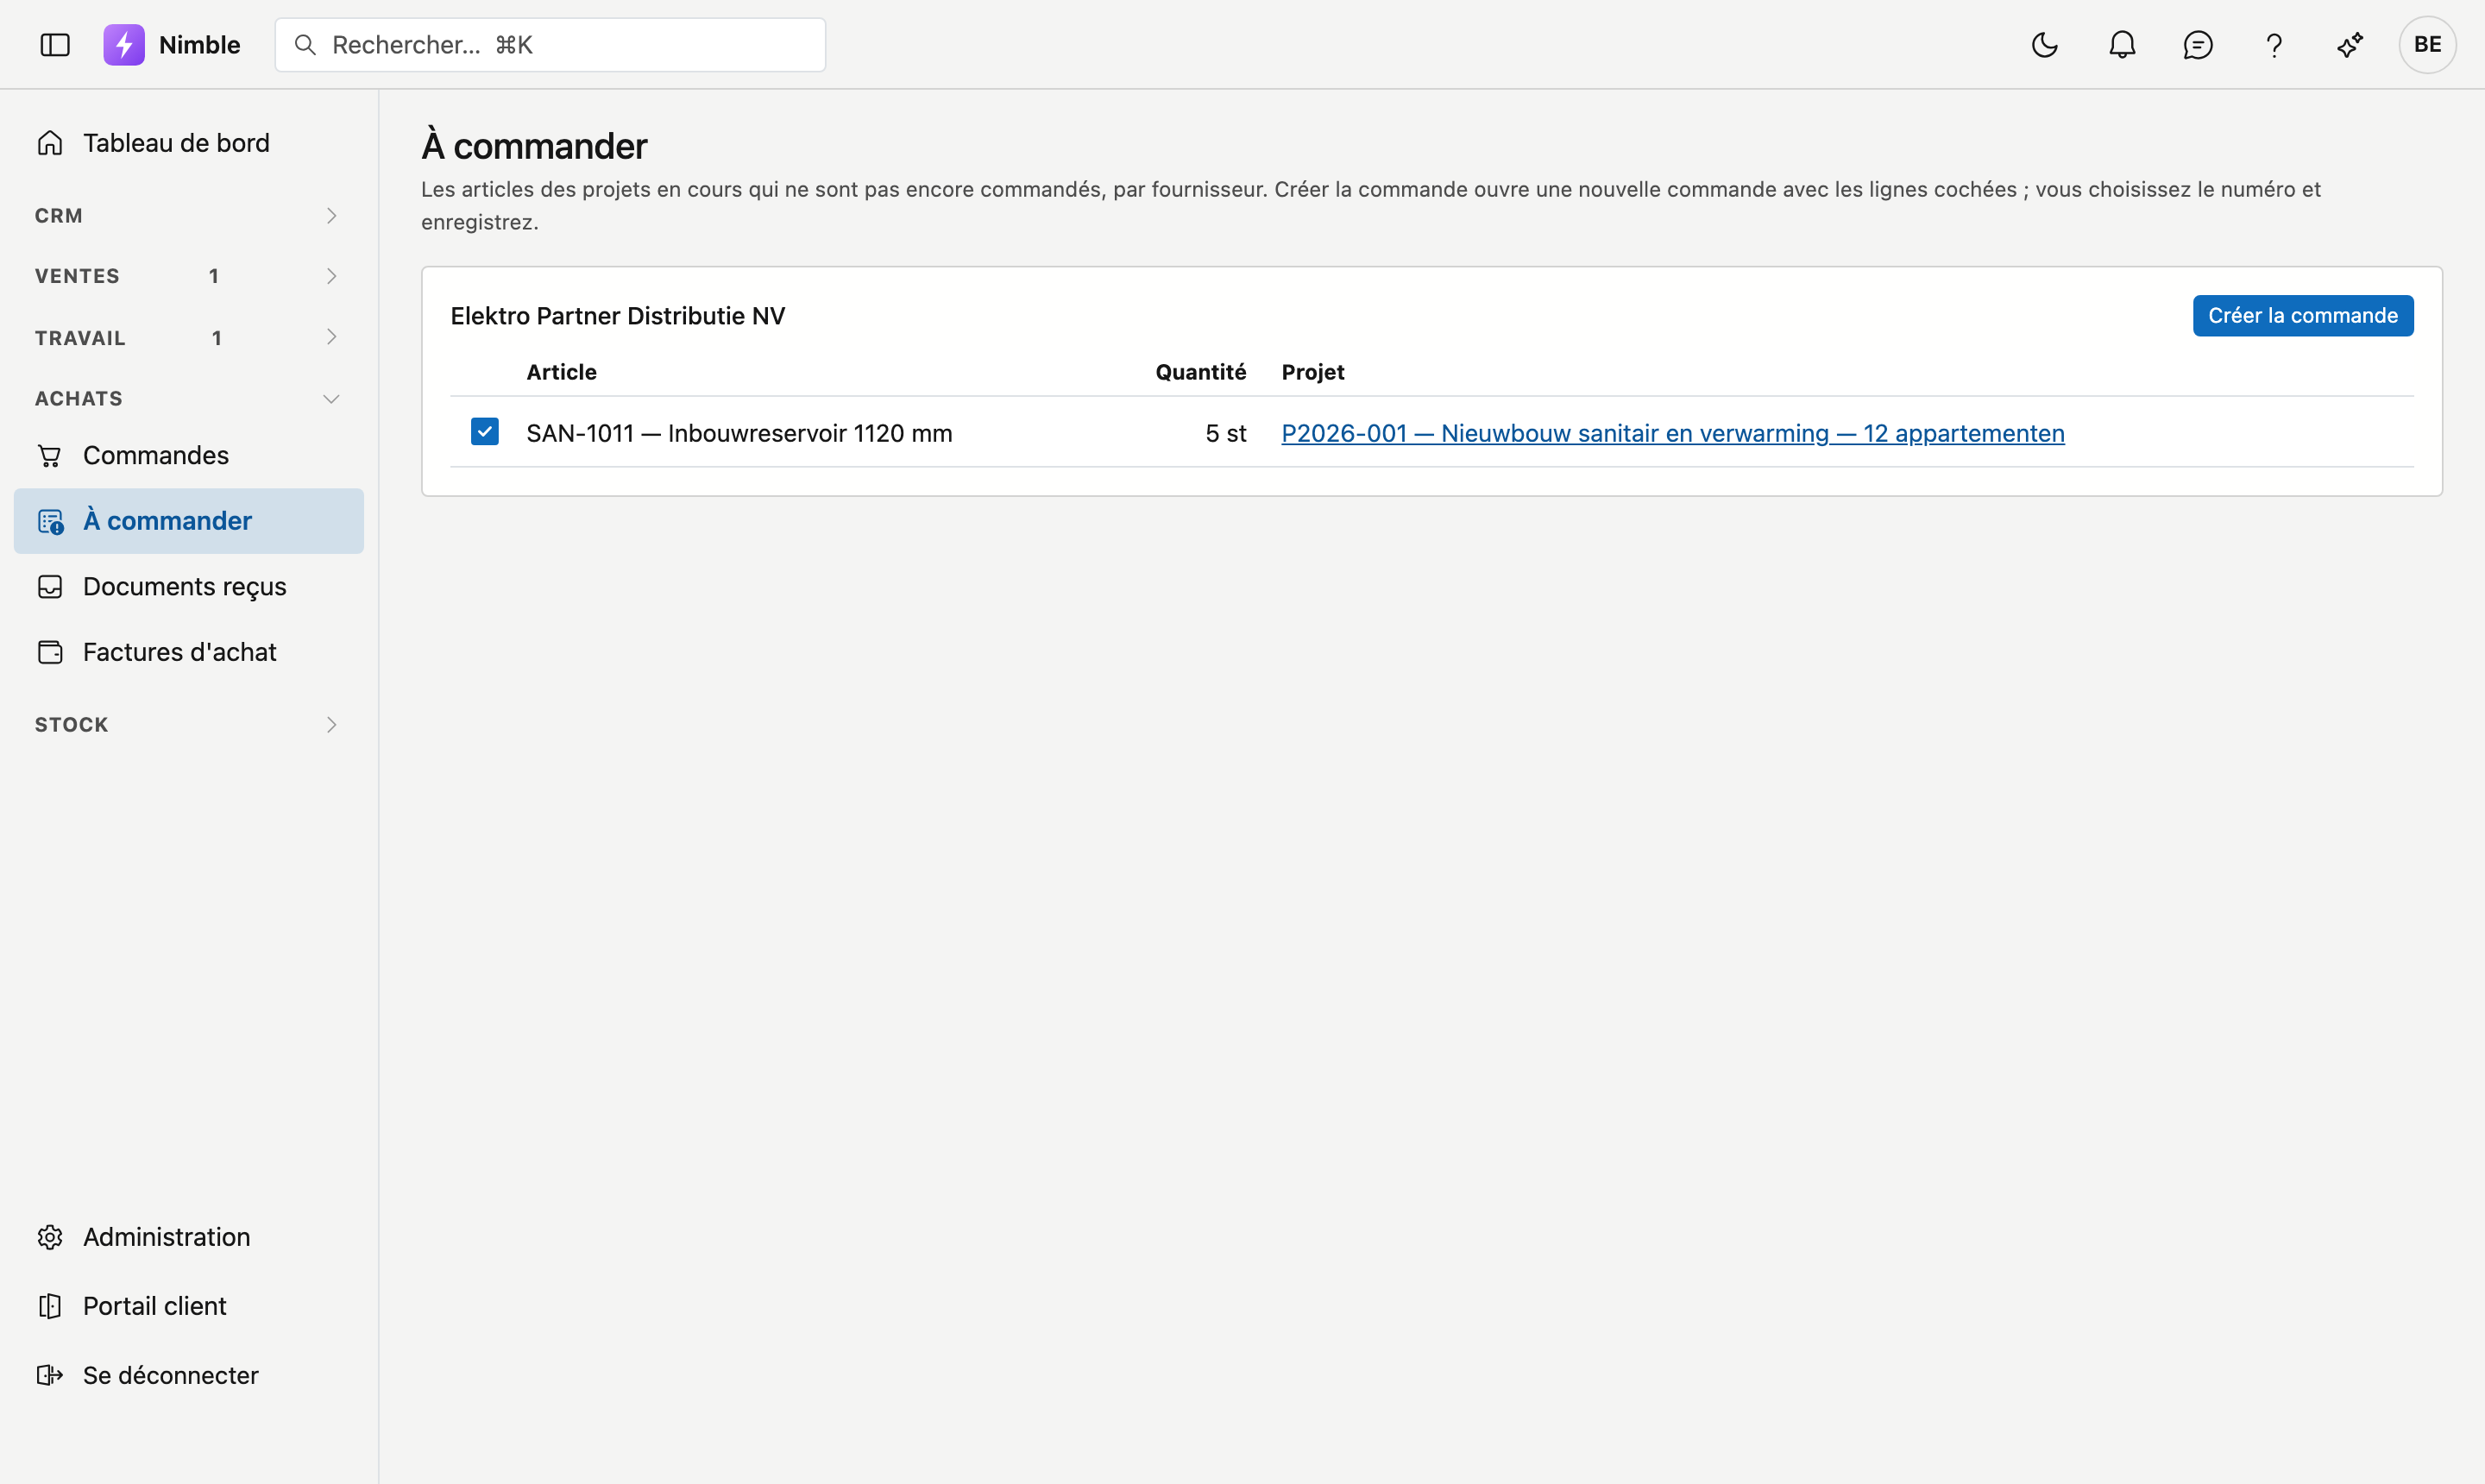 Nimble
Rechercher... ⌘K
BE
Tableau de bord
CRM
VENTES 1
TRAVAIL 1
ACHATS
Commandes
À commander
Documents reçus
Factures d'achat
STOCK
Administration
Portail client
Se déconnecter
À commander
Les articles des projets en cours qui ne sont pas encore commandés, par fournisseur. Créer la commande ouvre une nouvelle commande avec les lignes cochées ; vous choisissez le numéro et
enregistrez.
Elektro Partner Distributie NV
Créer la commande
Article Quantité Projet
SAN-1011 — Inbouwreservoir 1120 mm 5 st P2026-001 — Nieuwbouw sanitair en verwarming — 12 appartementen